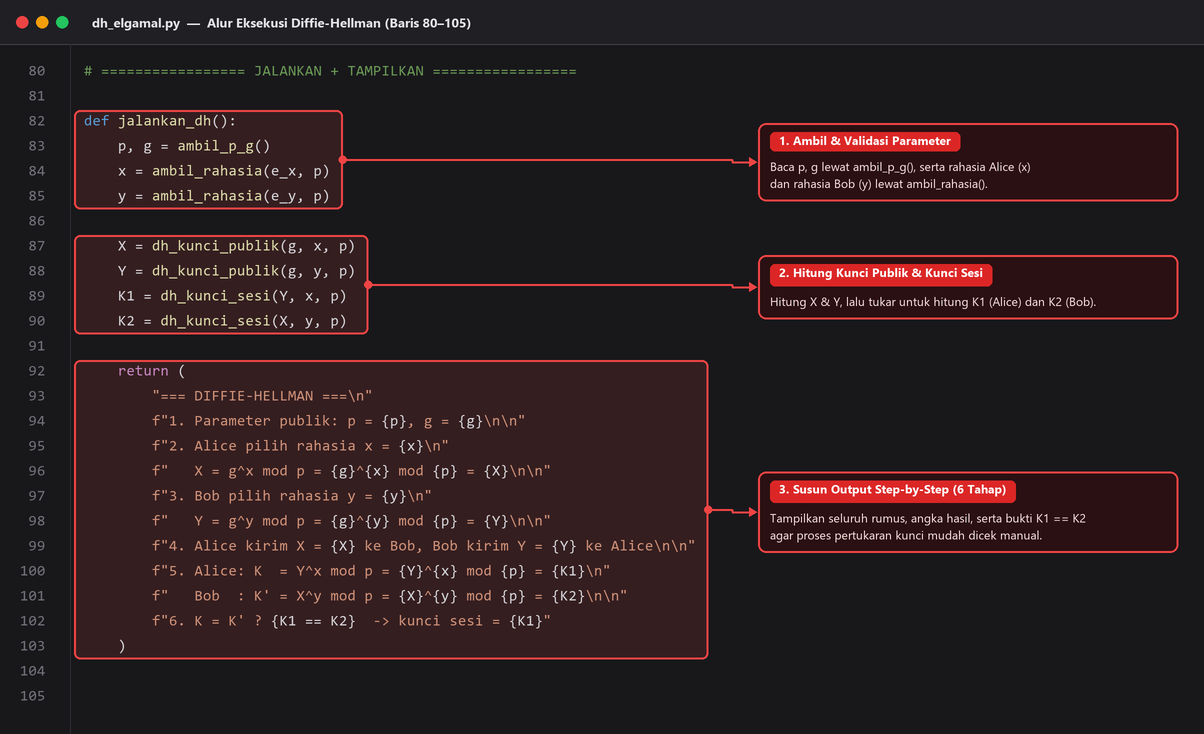 dh_elgamal.py — Alur Eksekusi Diffie-Hellman (Baris 80–105)
80 # ================= JALANKAN + TAMPILKAN =================
81
82 def jalankan_dh():
83     p, g = ambil_p_g()
84     x = ambil_rahasia(e_x, p)
85     y = ambil_rahasia(e_y, p)
86
87     X = dh_kunci_publik(g, x, p)
88     Y = dh_kunci_publik(g, y, p)
89     K1 = dh_kunci_sesi(Y, x, p)
90     K2 = dh_kunci_sesi(X, y, p)
91
92     return (
93         "=== DIFFIE-HELLMAN ===\n"
94         f"1. Parameter publik: p = {p}, g = {g}\n\n"
95         f"2. Alice pilih rahasia x = {x}\n"
96         f"   X = g^x mod p = {g}^{x} mod {p} = {X}\n\n"
97         f"3. Bob pilih rahasia y = {y}\n"
98         f"   Y = g^y mod p = {g}^{y} mod {p} = {Y}\n\n"
99         f"4. Alice kirim X = {X} ke Bob, Bob kirim Y = {Y} ke Alice\n\n"
100         f"5. Alice: K  = Y^x mod p = {Y}^{x} mod {p} = {K1}\n"
101         f"   Bob  : K' = X^y mod p = {X}^{y} mod {p} = {K2}\n\n"
102         f"6. K = K' ? {K1 == K2}  -> kunci sesi = {K1}"
103     )
104
105
1. Ambil & Validasi Parameter
Baca p, g lewat ambil_p_g(), serta rahasia Alice (x)
dan rahasia Bob (y) lewat ambil_rahasia().
2. Hitung Kunci Publik & Kunci Sesi
Hitung X & Y, lalu tukar untuk hitung K1 (Alice) dan K2 (Bob).
3. Susun Output Step-by-Step (6 Tahap)
Tampilkan seluruh rumus, angka hasil, serta bukti K1 == K2
agar proses pertukaran kunci mudah dicek manual.